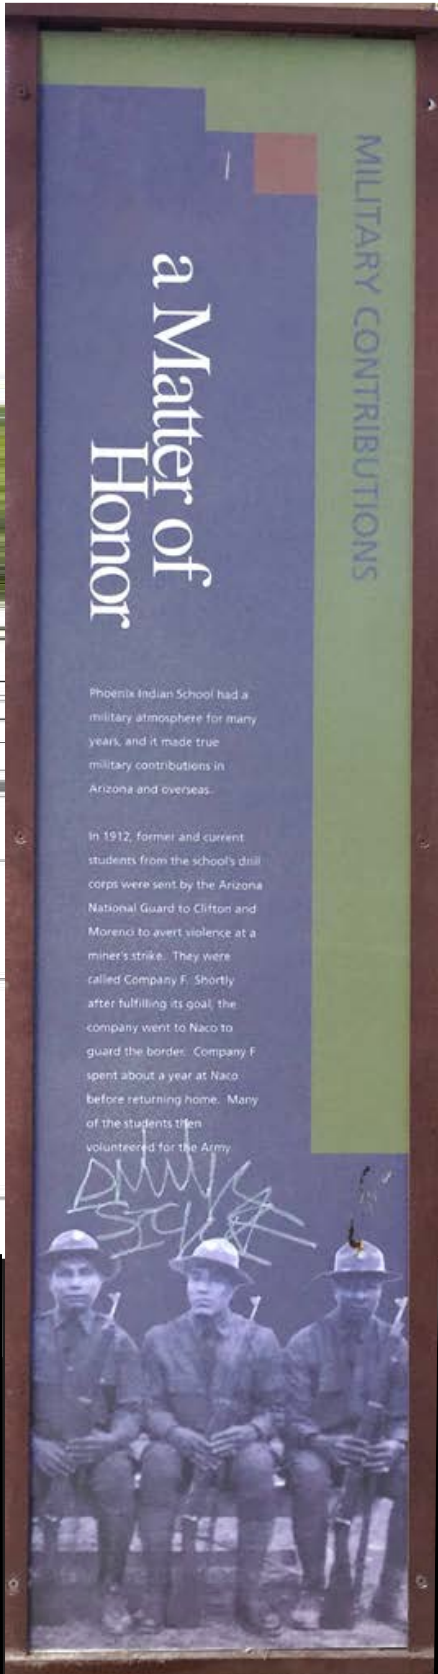 MILITARY CONTRIBUTIONS
a Matter of
Honor
Phoenix Indian School had a
military atmosphere for many
years, and it made true
military contributions in
Arizona and overseas.
In 1912, former and current
students from the school's drill
corps were sent by the Arizona
National Guard to Clifton and
Morenci to avert violence at a
miner's strike. They were
called Company F. Shortly
after fulfilling its goal, the
company went to Naco to
guard the border. Company F
spent about a year at Naco
before returning home. Many
of the students then
volunteered for the Army